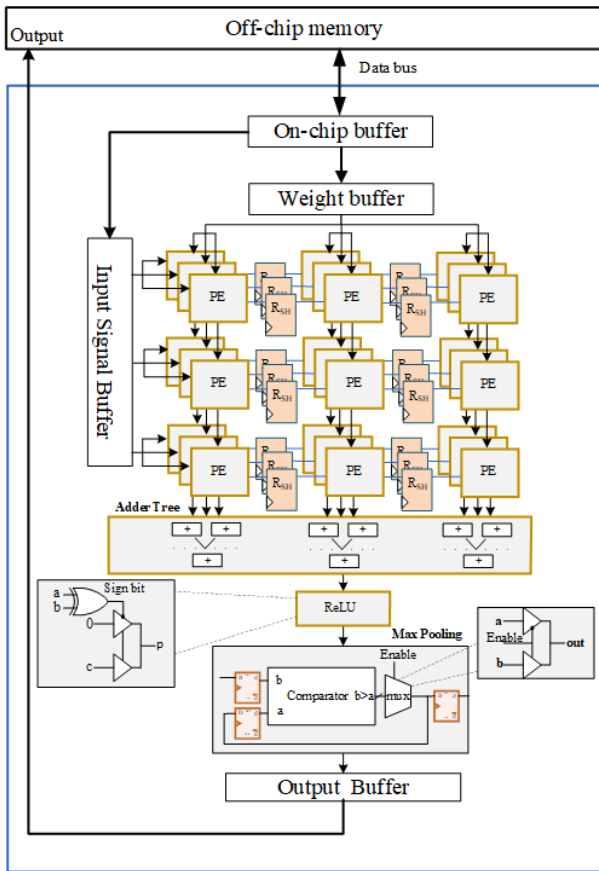 Off-chip memory
Output
Data bus
On-chip buffer
Weight buffer
Input Signal Buffer
R R
R R
PE RSH PE RSH PE
R R
R R
PE RSH PE RSH PE
R R
R R
PE RSH PE RSH PE
Adder Tree
+ + + + + +
+ + +
Sign bit
a
b
0
c
p
ReLU
a
Enable
b
out
Max Pooling
Enable
b
Comparator b>a mux
a
Output Buffer